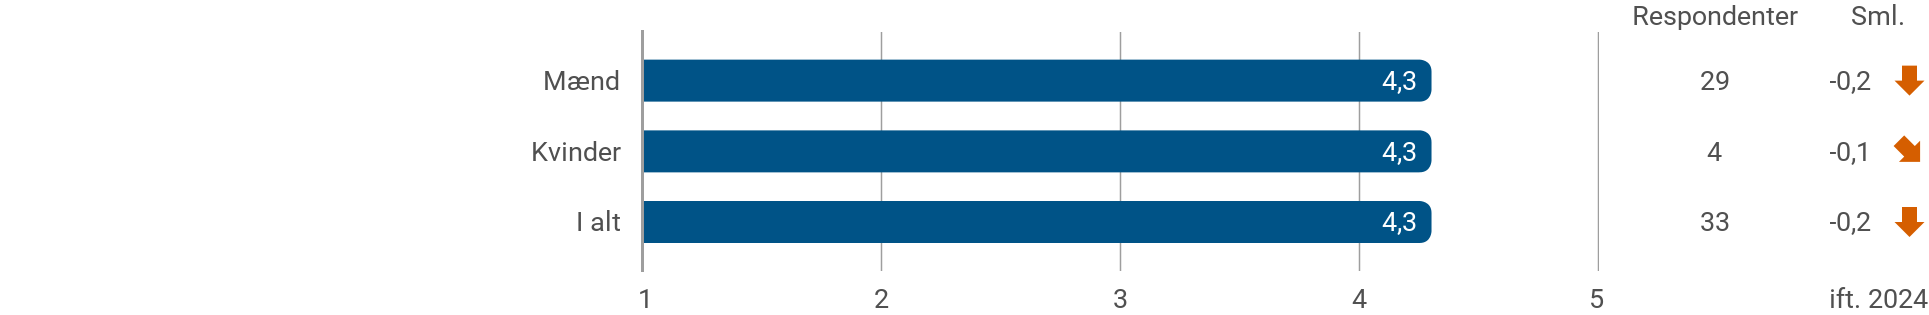 Respondenter Sml.
Mænd 4,3 29 -0,2
Kvinder 4,3 4 -0,1
I alt 4,3 33 -0,2
1 2 3 4 5 ift. 2024